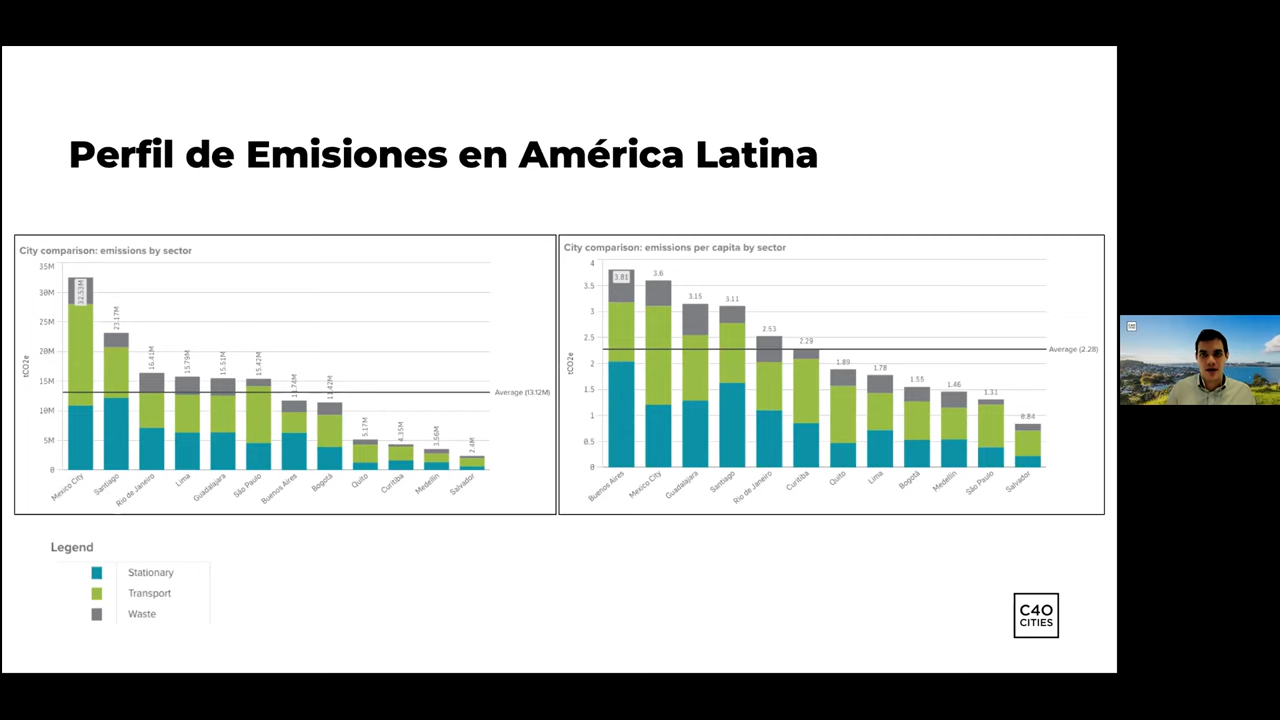 Perfil de Emisiones en América Latina
City comparison: emissions by sector
35M
30M
25M
20M
15M
10M
5M
0
tCO2e
32.53M
23.17M
16.41M
15.79M
15.51M
15.42M
11.74M
11.42M
5.17M
4.35M
3.56M
2.4M
Average (13.12M)
Mexico City
Santiago
Rio de Janeiro
Lima
Guadalajara
São Paulo
Buenos Aires
Bogotá
Quito
Curitiba
Medellín
Salvador
City comparison: emissions per capita by sector
4
3.5
3
2.5
2
1.5
1
0.5
0
tCO2e
3.81
3.6
3.15
3.11
2.53
2.29
1.89
1.78
1.55
1.46
1.31
0.84
Average (2.28)
Buenos Aires
Mexico City
Guadalajara
Santiago
Rio de Janeiro
Curitiba
Quito
Lima
Bogotá
Medellín
São Paulo
Salvador
Legend
Stationary
Transport
Waste
C40
CITIES